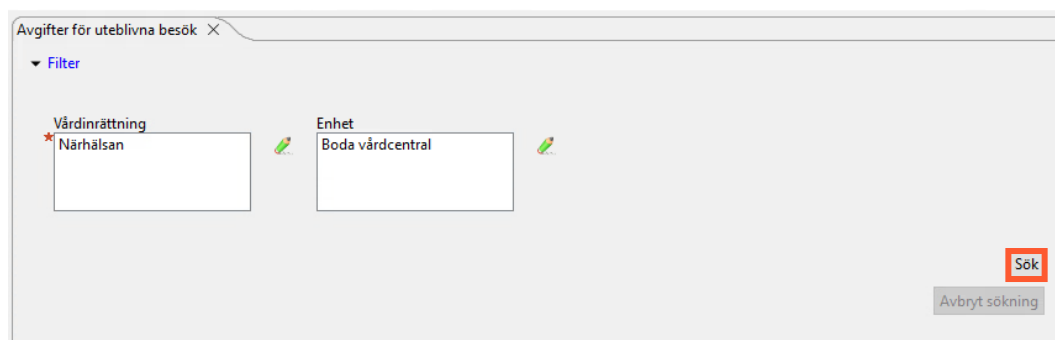 Avgifter för uteblivna besök
Filter
Vårdinrättning Enhet
* Närhälsan Boda vårdcentral
Sök
Avbryt sökning